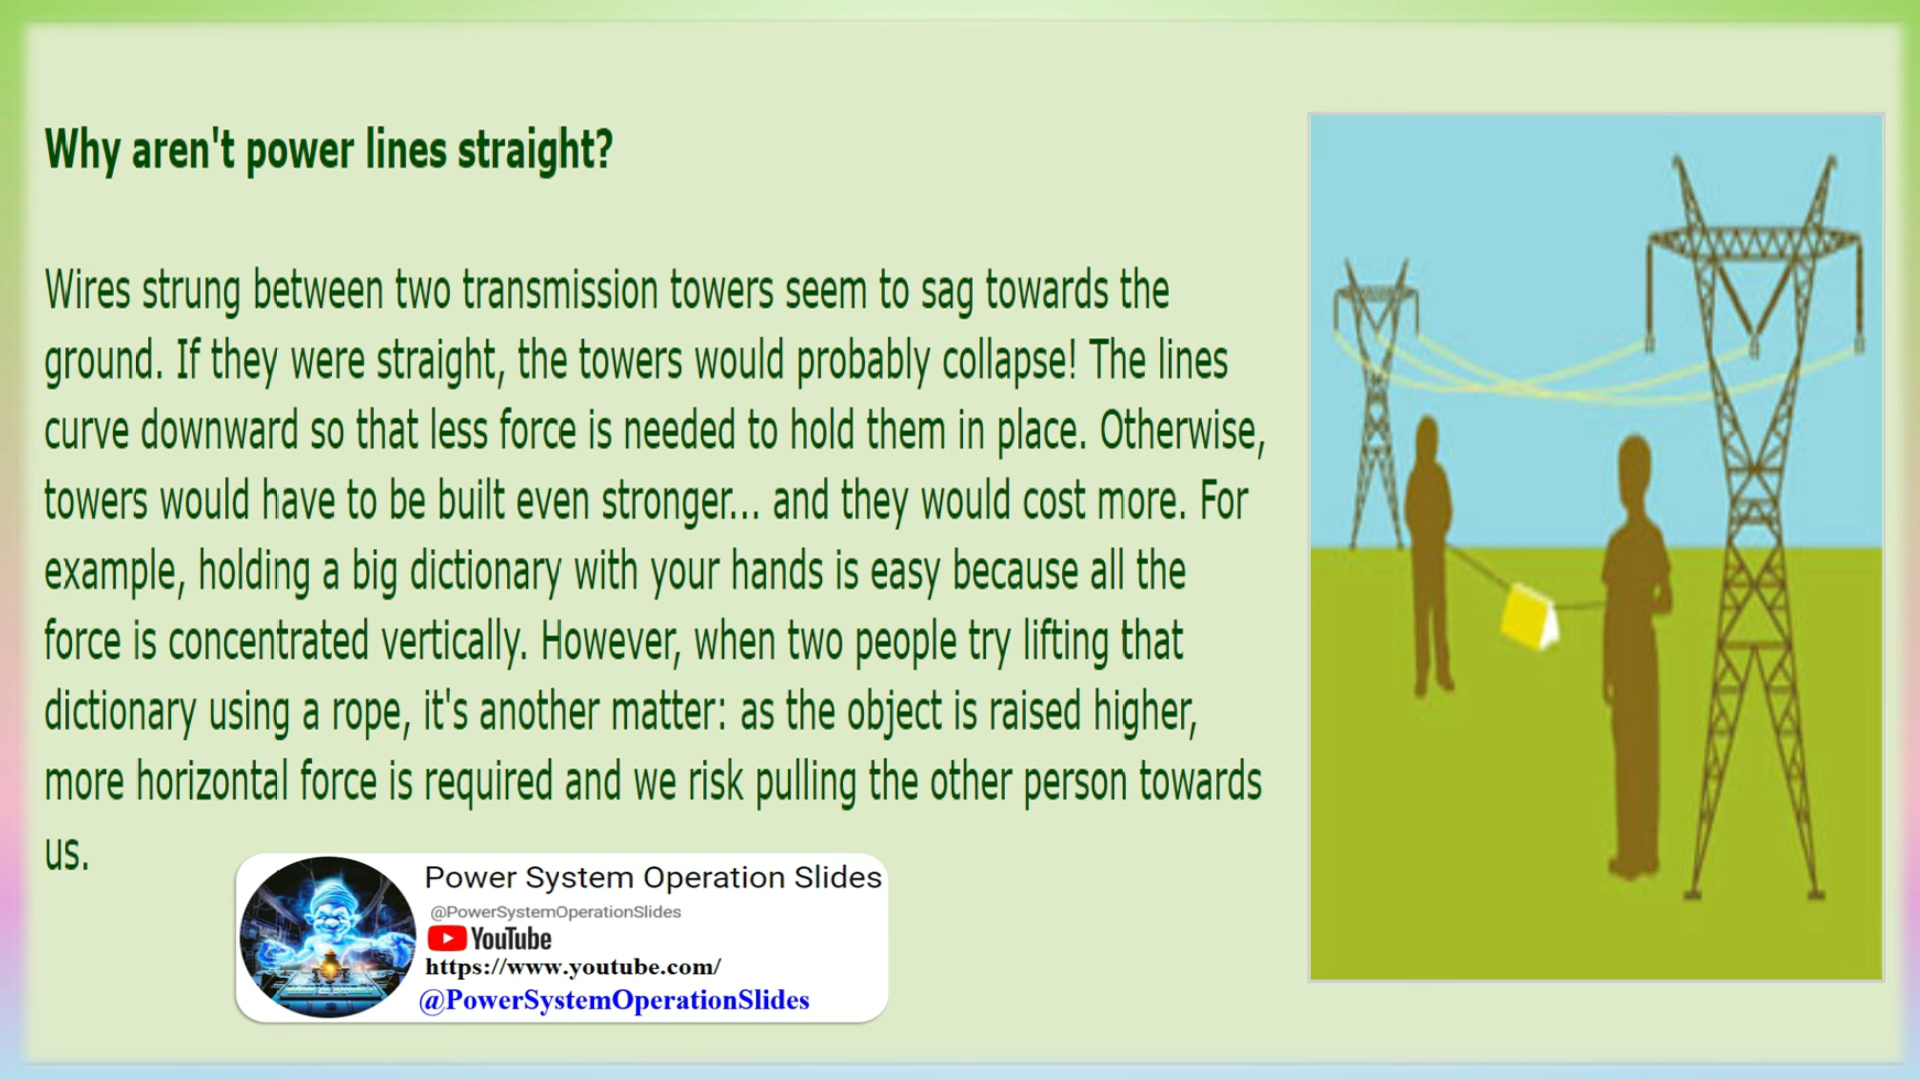 Why aren't power lines straight?
Wires strung between two transmission towers seem to sag towards the
ground. If they were straight, the towers would probably collapse! The lines
curve downward so that less force is needed to hold them in place. Otherwise,
towers would have to be built even stronger... and they would cost more. For
example, holding a big dictionary with your hands is easy because all the
force is concentrated vertically. However, when two people try lifting that
dictionary using a rope, it's another matter: as the object is raised higher,
more horizontal force is required and we risk pulling the other person towards
us.
Power System Operation Slides
@PowerSystemOperationSlides
YouTube
https://www.youtube.com/
@PowerSystemOperationSlides